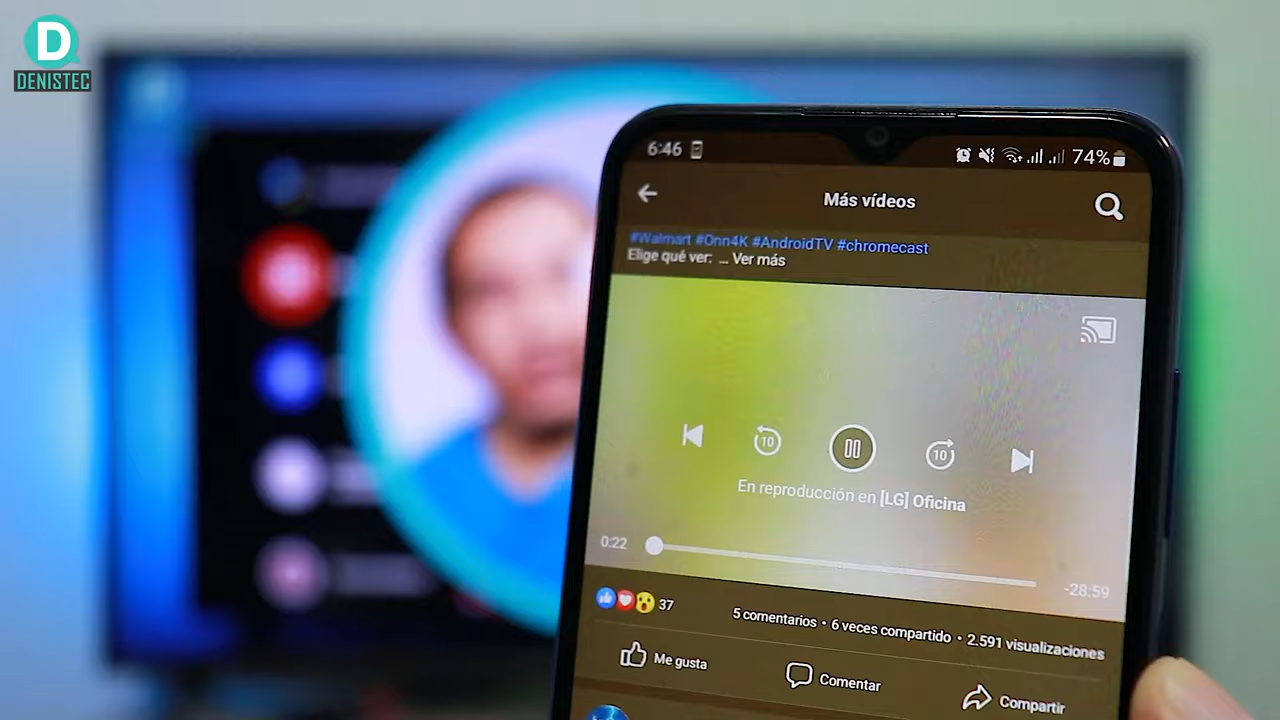 D
DENISTEC
6:46
74%
Más vídeos
#Walmart #Onn4K #AndroidTV #chromecast
Elige qué ver: ... Ver más
10
10
En reproducción en [LG] Oficina
0:22
-28:59
37
5 comentarios • 6 veces compartido • 2.591 visualizaciones
Me gusta
Comentar
Compartir